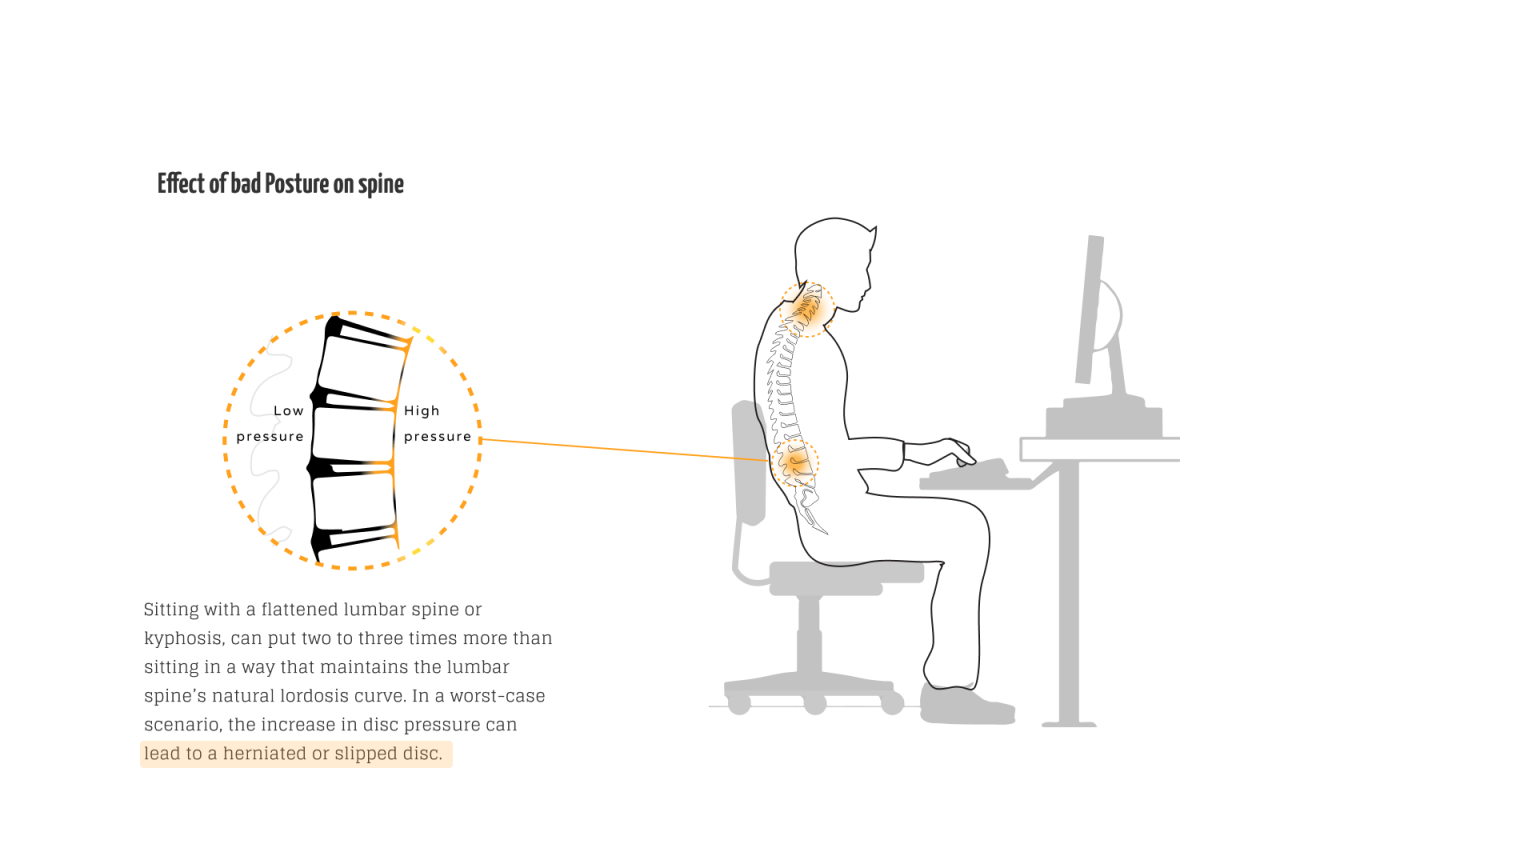 Effect of bad Posture on spine
Low
pressure
High
pressure
Sitting with a flattened lumbar spine or
kyphosis, can put two to three times more than
sitting in a way that maintains the lumbar
spine’s natural lordosis curve. In a worst-case
scenario, the increase in disc pressure can
lead to a herniated or slipped disc.